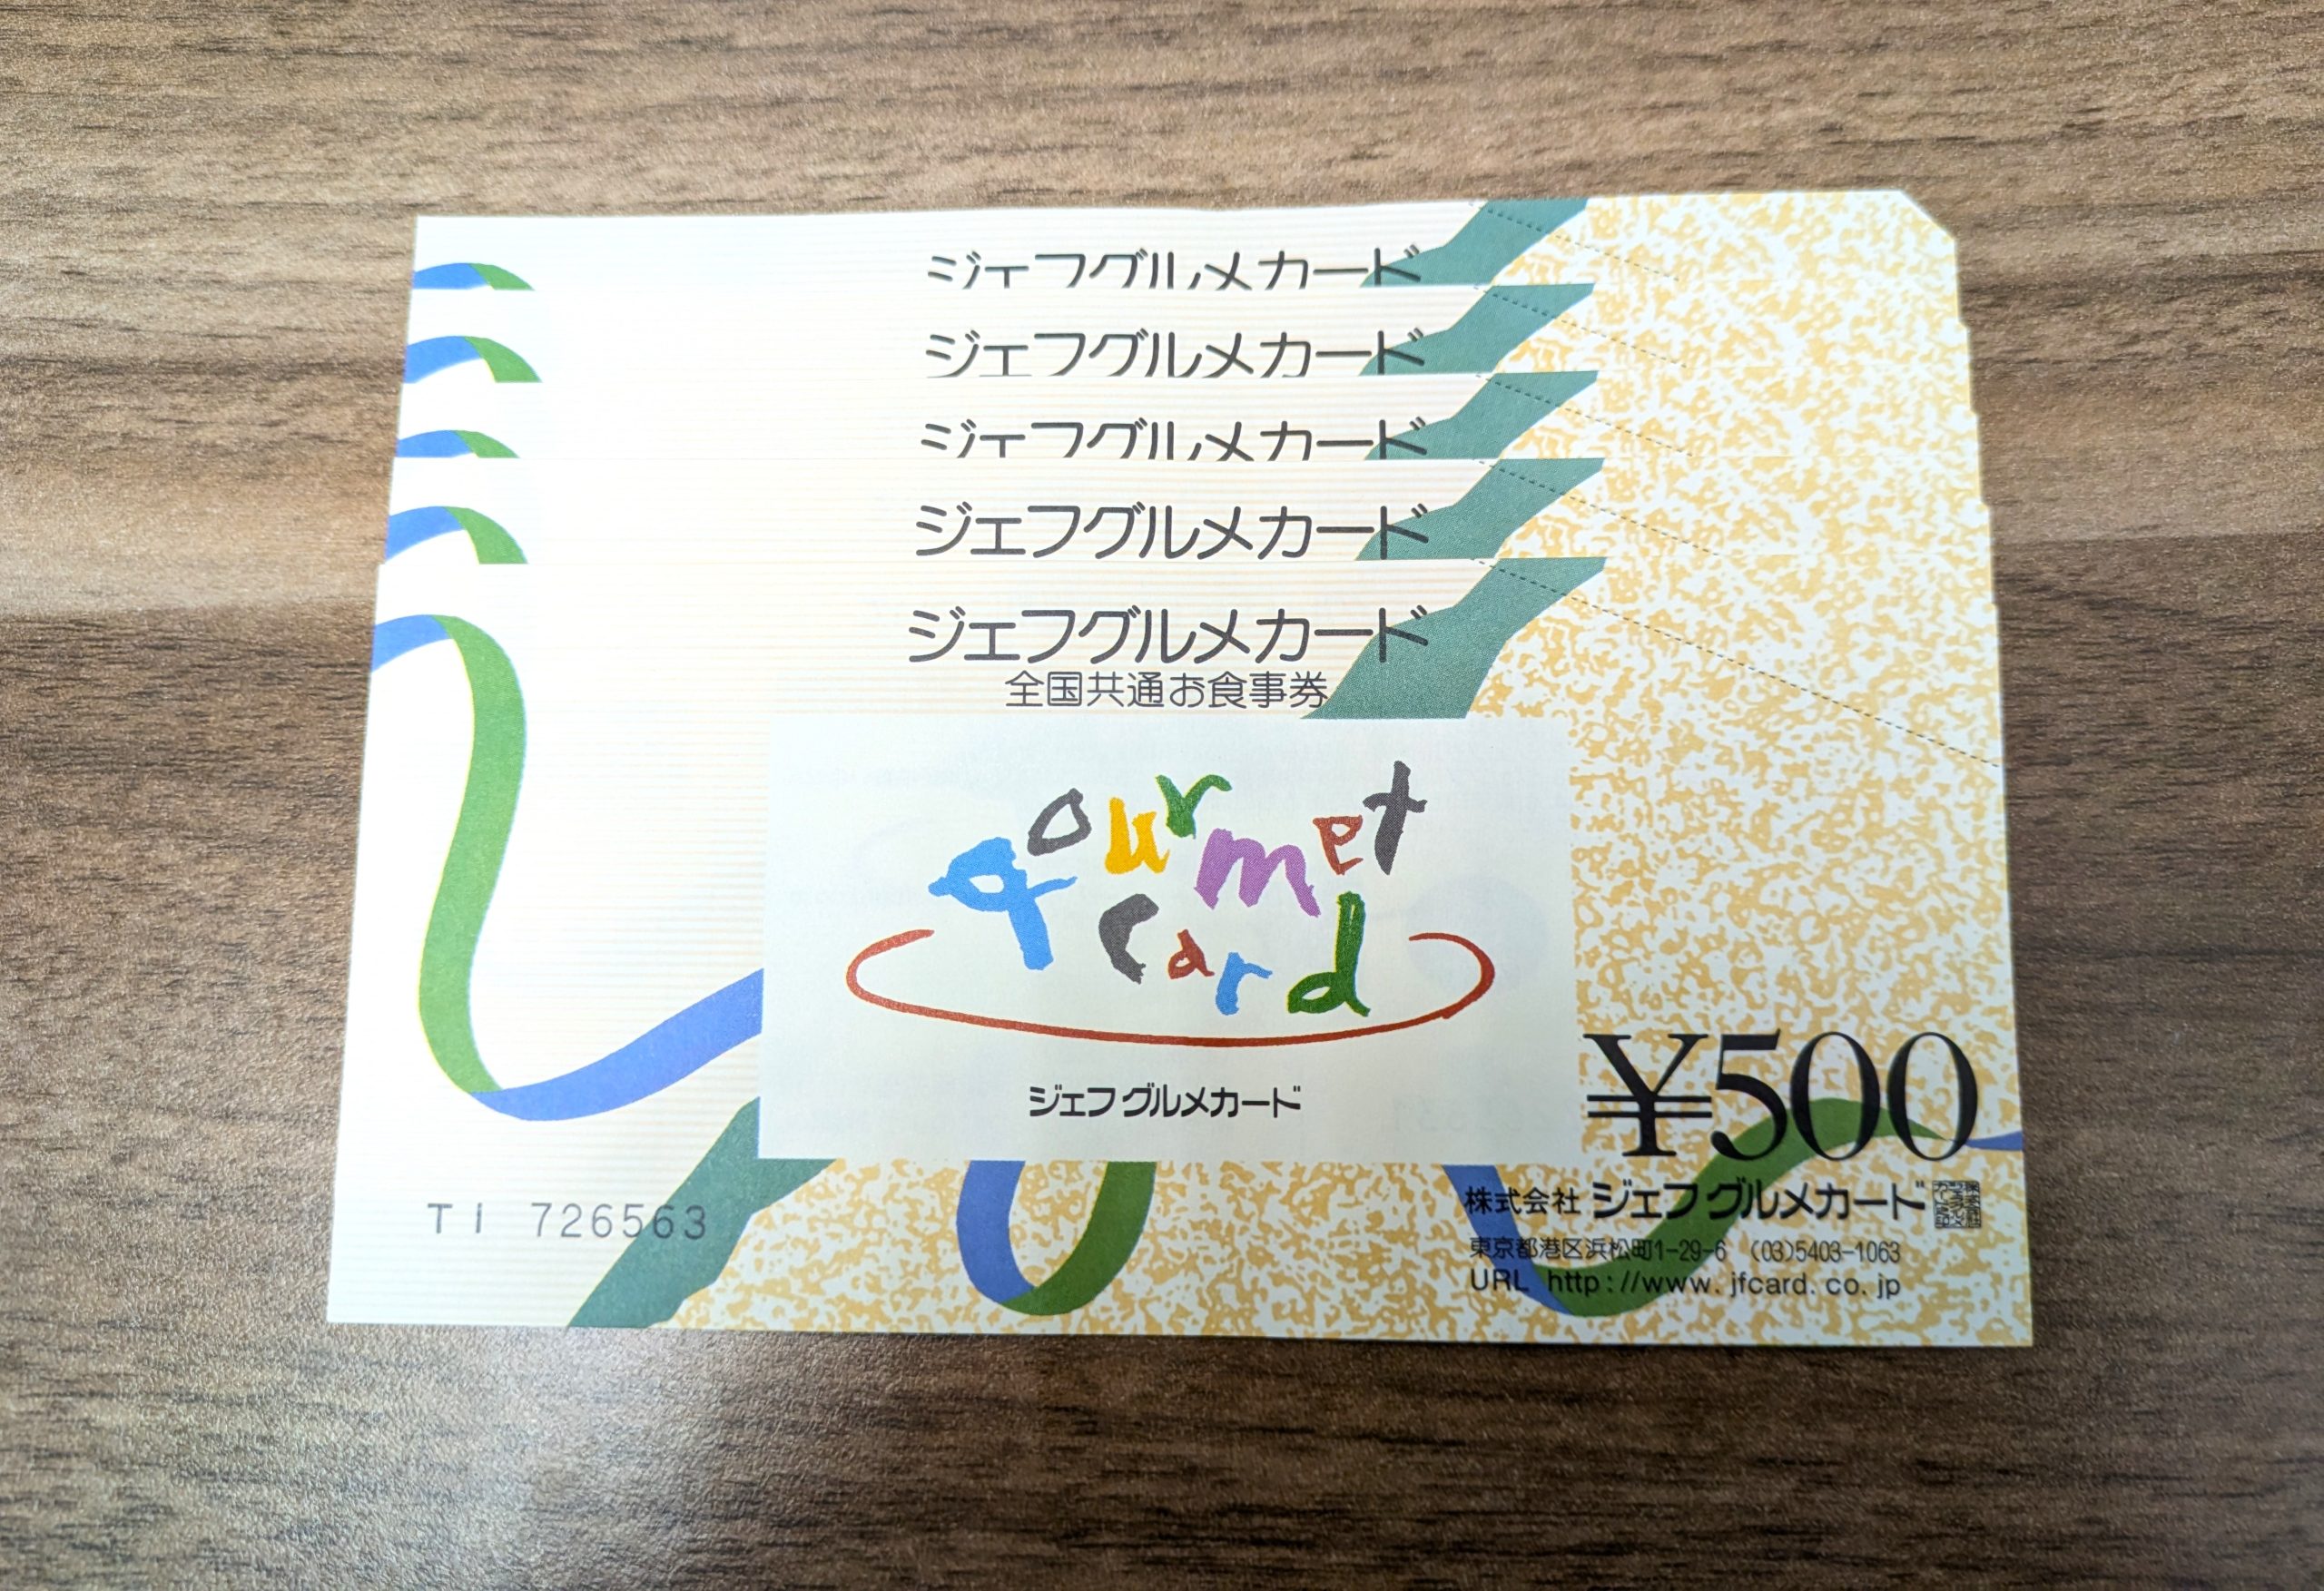 ジェフグルメカード
ジェフグルメカード
ジェフグルメカード
ジェフグルメカード
ジェフグルメカード
全国共通お食事券
gourmet
card
ジェフグルメカード
¥500
TI 726563
株式会社 ジェフグルメカード
東京都港区浜松町1-29-6 (03)5403-1063
URL http://www.jfcard.co.jp